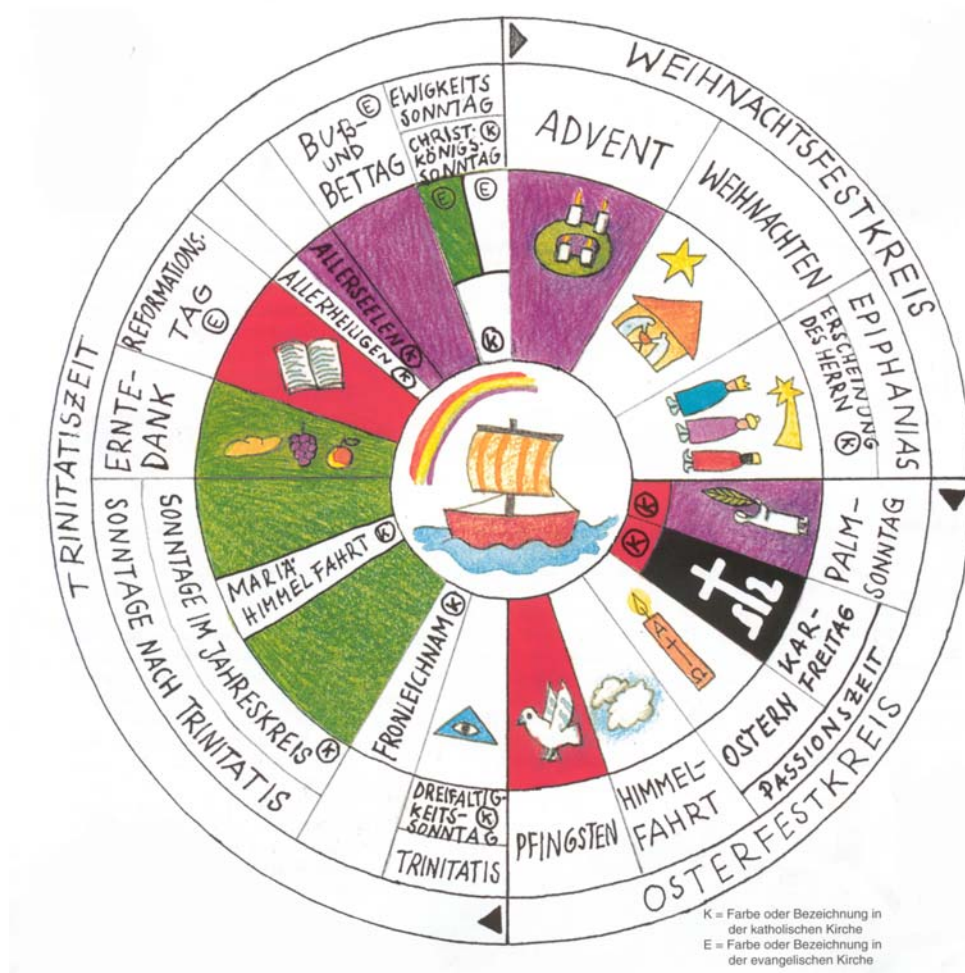 WEIHNACHTSFESTKREIS
ADVENT
WEIHNACHTEN
EPIPHANIAS
ERSCHEINUNG
DES HERRN K
OSTERFESTKREIS
PALM-
SONNTAG
K
K
KAR-
FREITAG
PASSIONSZEIT
OSTERN
HIMMEL-
FAHRT
PFINGSTEN
TRINITATISZEIT
DREIFALTIG-
KEITS- K
SONNTAG
TRINITATIS
FRONLEICHNAM K
SONNTAGE IM JAHRESKREIS K
SONNTAGE NACH TRINITATIS
MARIÄ
HIMMELFAHRT K
ERNTE-
DANK
REFORMATIONS-
TAG
E
ALLERHEILIGEN K
ALLERSEELEN K
BUß- E
UND
BETTAG
EWIGKEITS
SONNTAG
CHRIST- K
KÖNIGS-
SONNTAG
E
E
K
K = Farbe oder Bezeichnung in
der katholischen Kirche
E = Farbe oder Bezeichnung in
der evangelischen Kirche